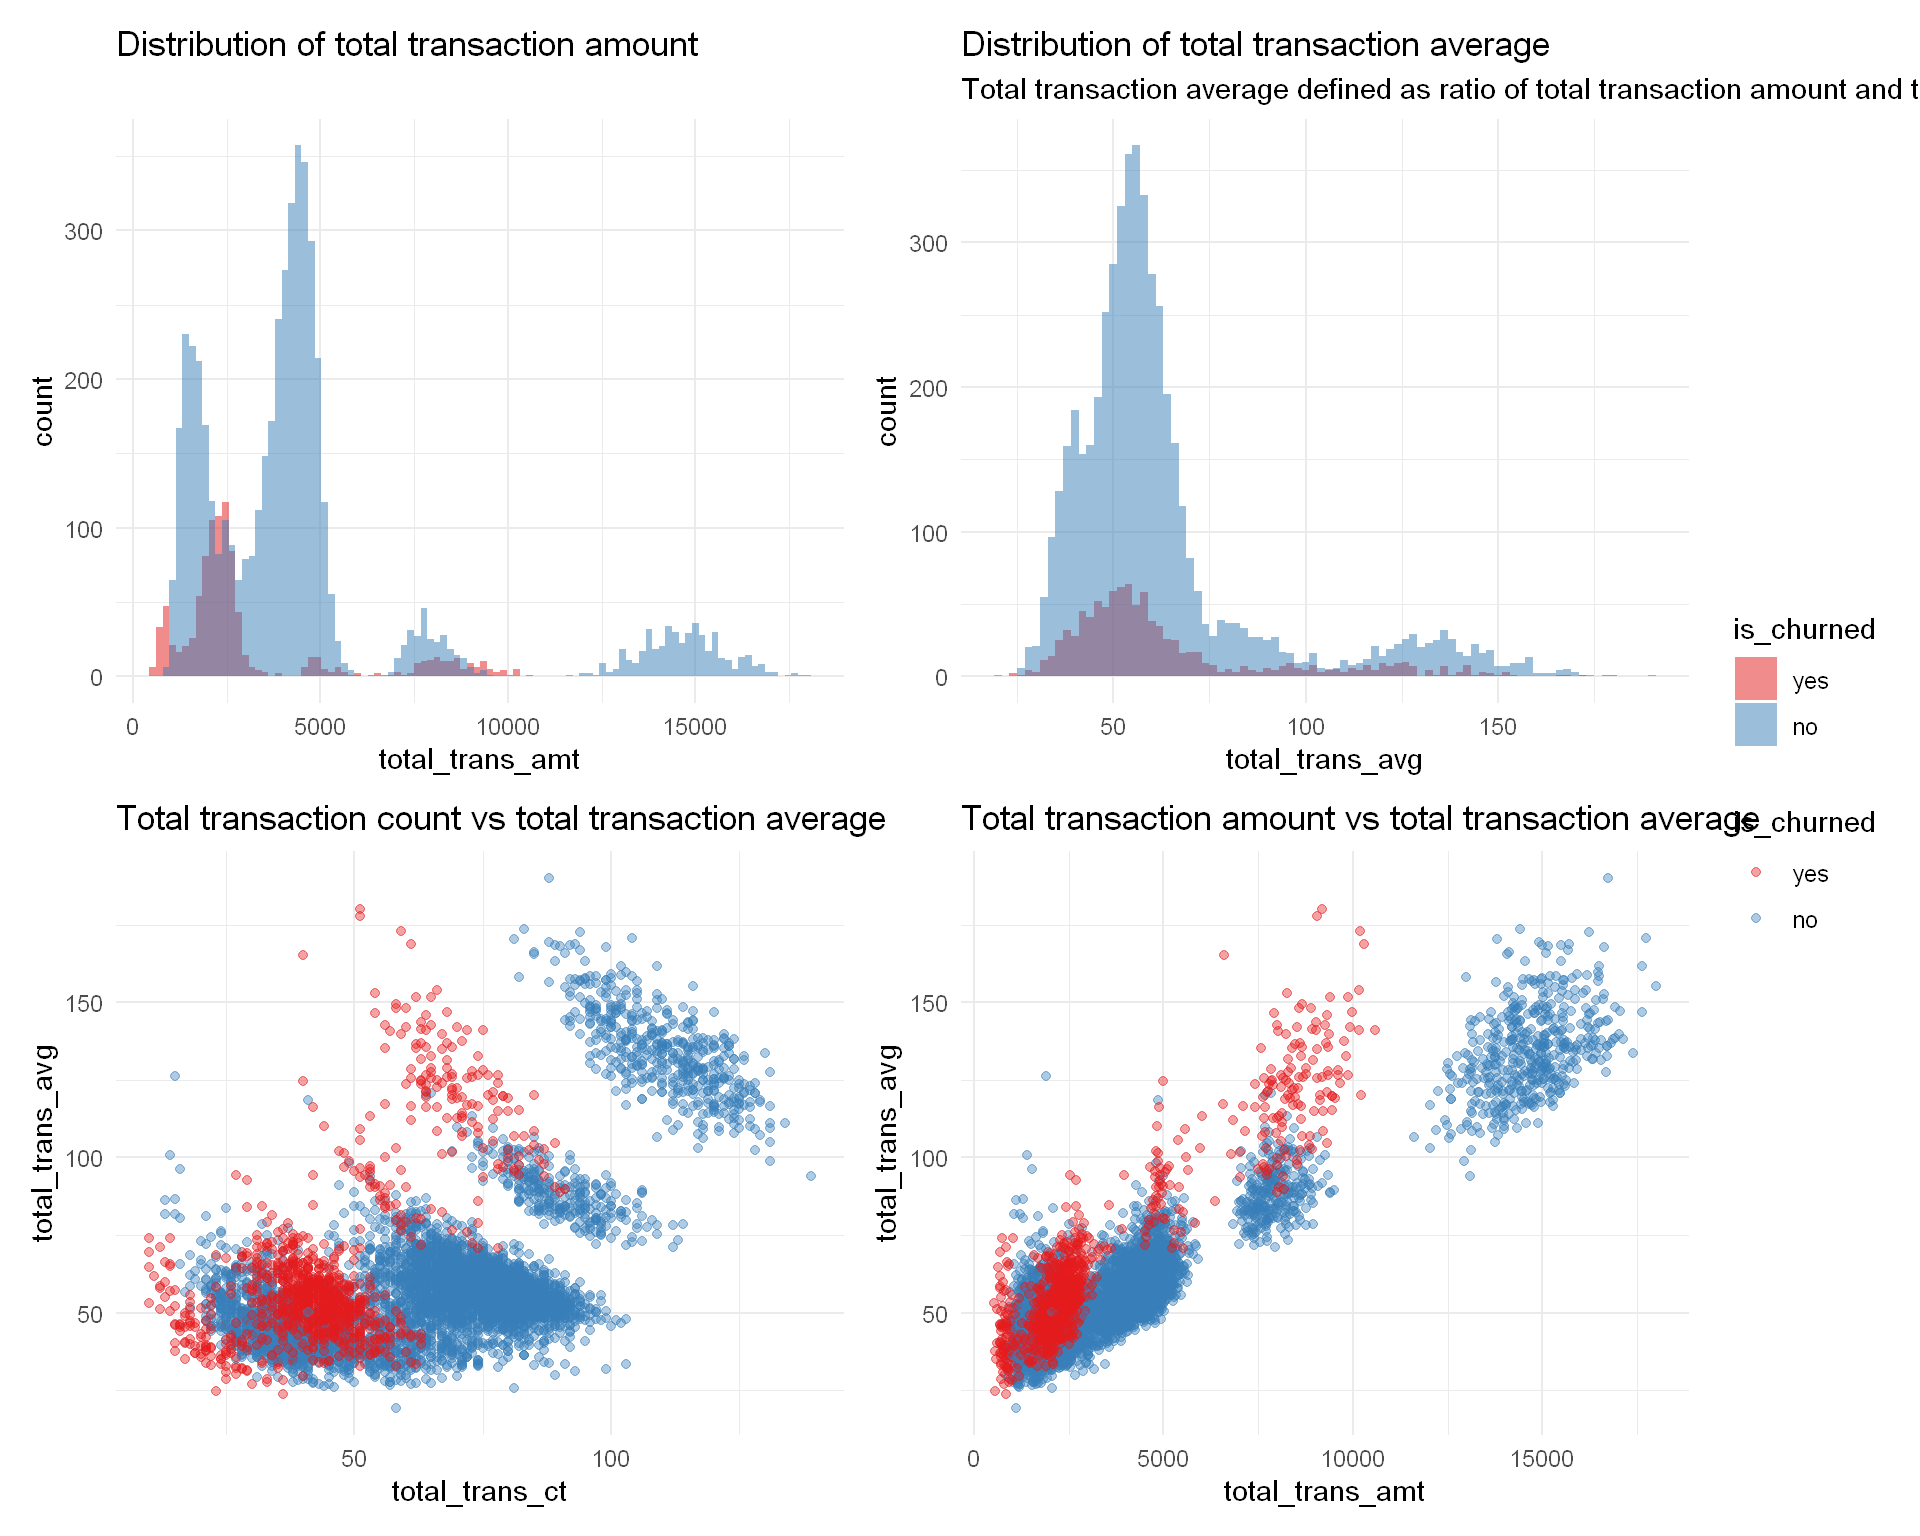 Distribution of total transaction amount
count
300
200
100
0
0 5000 10000 15000
total_trans_amt
Distribution of total transaction average
Total transaction average defined as ratio of total transaction amount and t
count
300
200
100
0
50 100 150
total_trans_avg
is_churned
yes
no
Total transaction count vs total transaction average
total_trans_avg
150
100
50
50 100
total_trans_ct
Total transaction amount vs total transaction average
total_trans_avg
150
100
50
0 5000 10000 15000
total_trans_amt
is_churned
yes
no